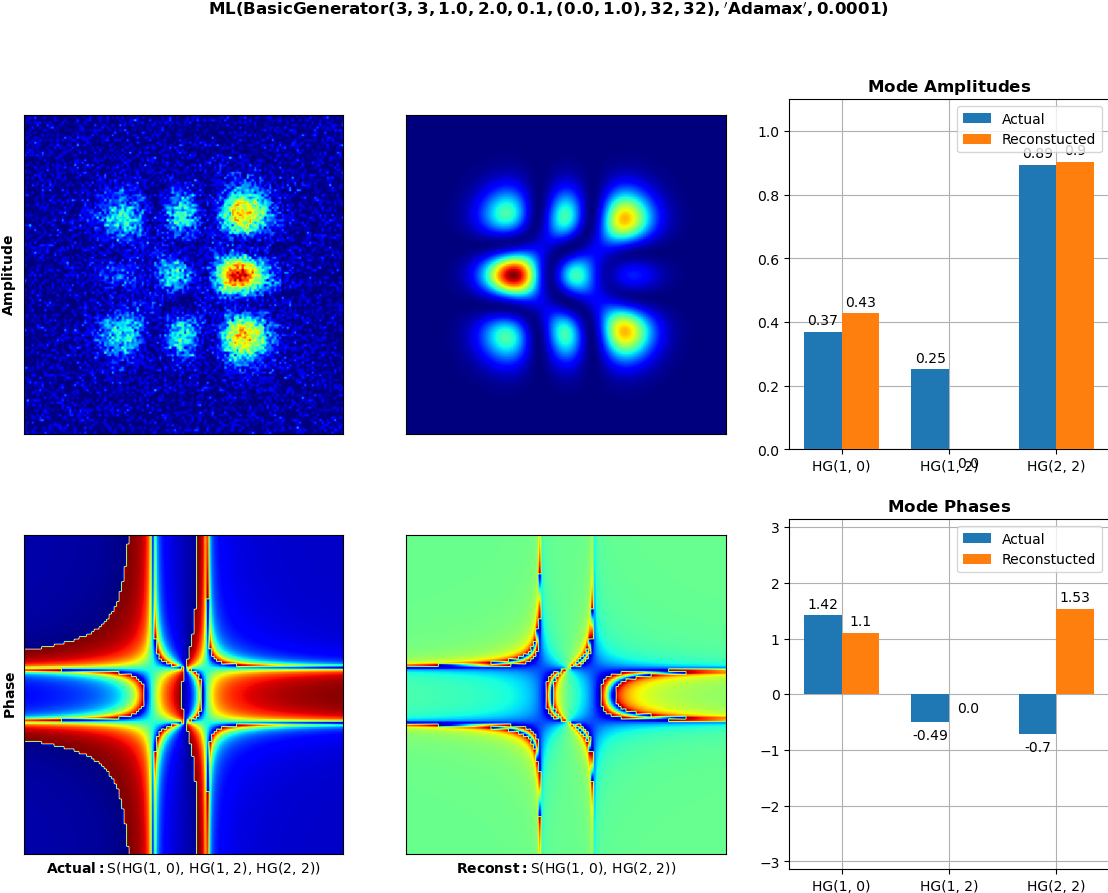 ML(BasicGenerator(3, 3, 1.0, 2.0, 0.1, (0.0, 1.0), 32, 32), 'Adamax', 0.0001)
Amplitude
Mode Amplitudes
Actual
Reconstucted
1.0
0.8
0.6
0.4
0.2
0.0
0.37
0.43
0.25
0.0
0.89
0.9
HG(1, 0)
HG(1, 2)
HG(2, 2)
Phase
Actual: S(HG(1, 0), HG(1, 2), HG(2, 2))
Reconst: S(HG(1, 0), HG(2, 2))
Mode Phases
Actual
Reconstucted
3
2
1
0
−1
−2
−3
1.42
1.1
-0.49
0.0
-0.7
1.53
HG(1, 0)
HG(1, 2)
HG(2, 2)